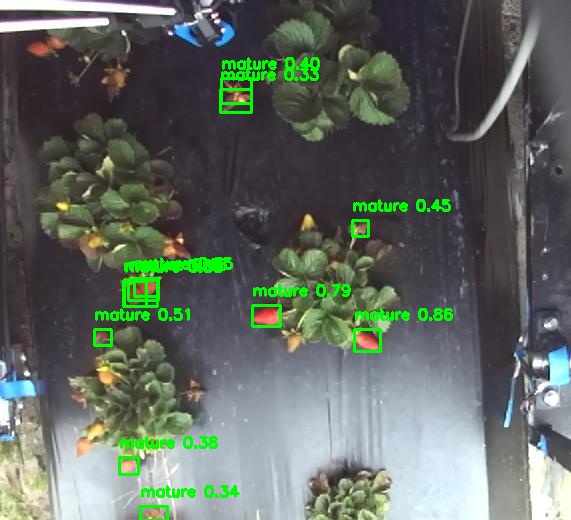 mature 0.40
mature 0.33
mature 0.45
mature 0.79
mature 0.51
mature 0.86
mature 0.38
mature 0.34